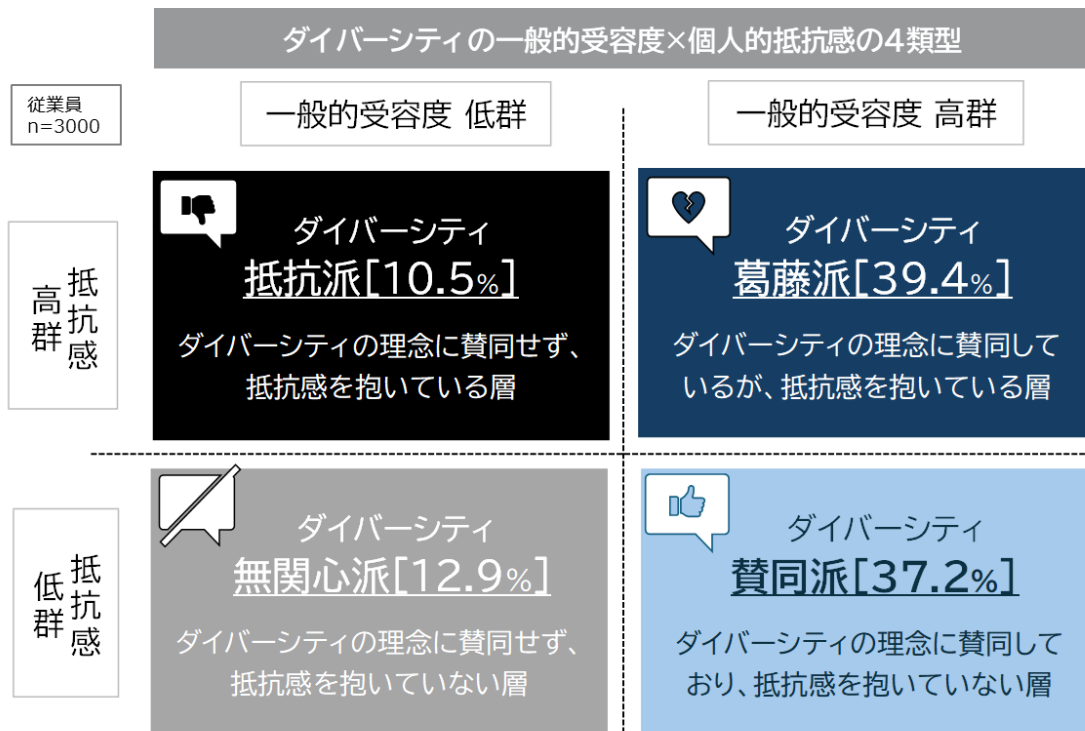 ダイバーシティの一般的受容度×個人的抵抗感の4類型
従業員
n=3000
一般的受容度 低群
一般的受容度 高群
抵抗感
高群
ダイバーシティ
抵抗派[10.5%]
ダイバーシティの理念に賛同せず、
抵抗感を抱いている層
ダイバーシティ
葛藤派[39.4%]
ダイバーシティの理念に賛同して
いるが、抵抗感を抱いている層
抵抗感
低群
ダイバーシティ
無関心派[12.9%]
ダイバーシティの理念に賛同せず、
抵抗感を抱いていない層
ダイバーシティ
賛同派[37.2%]
ダイバーシティの理念に賛同して
おり、抵抗感を抱いていない層